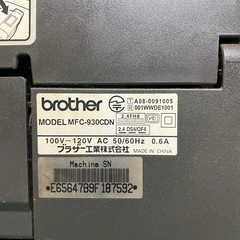 brother
T A08-0091005
R 001WWDE1001
MODEL MFC-930CDN
2.4FH8
2.4 DS4/OF4
100V-120V AC 50/60Hz 0.6A
ブラザー工業株式会社
MADE IN CHINA
Machine SN
*E65647B9F187592*